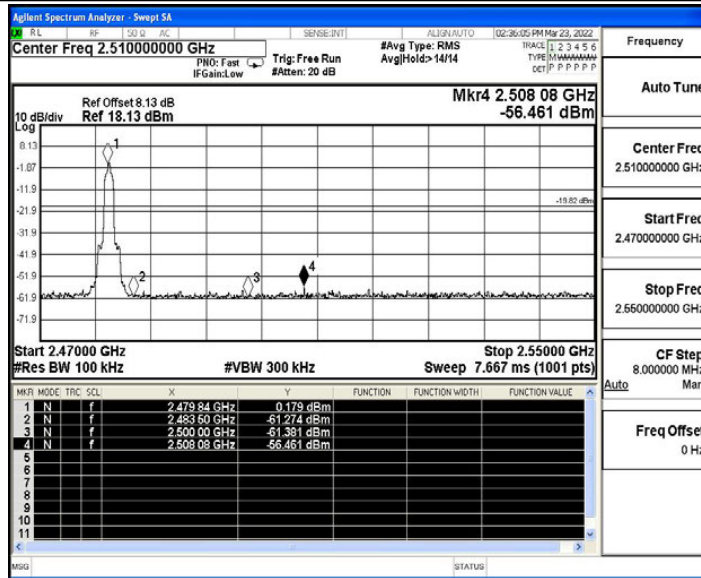 Agilent Spectrum Analyzer - Swept SA
RL RF 50 Ω AC SENSE:INT ALIGNAUTO 02:36:05 PM Mar 23, 2022
Center Freq 2.510000000 GHz
PNO: Fast
IFGain:Low
Trig: Free Run
#Atten: 20 dB
#Avg Type: RMS
Avg|Hold:> 14/14
TRACE 1 2 3 4 5 6
TYPE MWWWWW
DET P P P P P P
Mkr4 2.508 08 GHz
-56.461 dBm
Ref Offset 8.13 dB
10 dB/div Ref 18.13 dBm
Log
8.13
-1.87
-11.9
-21.9
-31.9
-41.9
-51.9
-61.9
-71.9
1
2
3
4
-19.82 dBm
Start 2.47000 GHz Stop 2.55000 GHz
#Res BW 100 kHz #VBW 300 kHz Sweep 7.667 ms (1001 pts)
MKR MODE TRC SCL X Y FUNCTION FUNCTION WIDTH FUNCTION VALUE
1 N f 2.479 84 GHz 0.179 dBm
2 N f 2.483 50 GHz -61.274 dBm
3 N f 2.500 00 GHz -61.381 dBm
4 N f 2.508 08 GHz -56.461 dBm
5
6
7
8
9
10
11
MSG STATUS
Frequency
Auto Tune
Center Freq
2.510000000 GHz
Start Freq
2.470000000 GHz
Stop Freq
2.550000000 GHz
CF Step
8.000000 MHz
Auto Man
Freq Offset
0 Hz